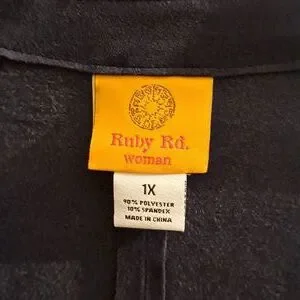 Ruby Rd.
woman
1X
90% POLYESTER
10% SPANDEX
MADE IN CHINA